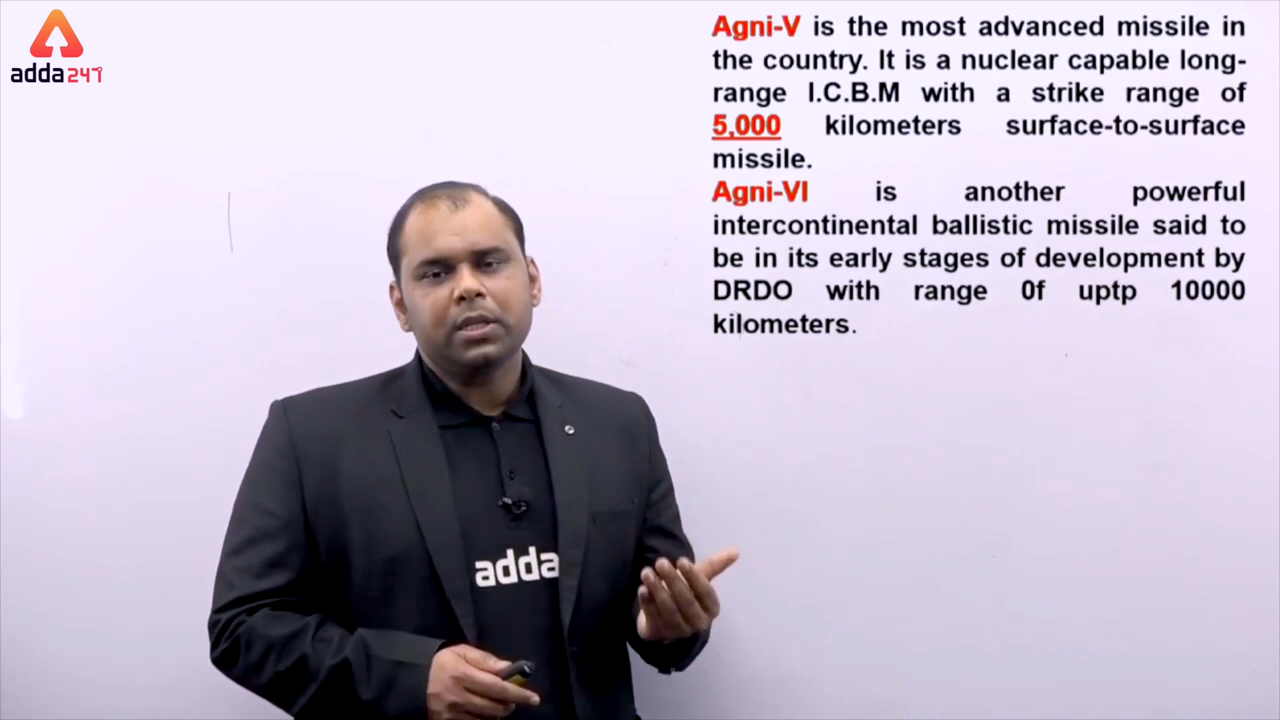 adda247
Agni-V is the most advanced missile in
the country. It is a nuclear capable long-
range I.C.B.M with a strike range of
5,000 kilometers surface-to-surface
missile.
Agni-VI is another powerful
intercontinental ballistic missile said to
be in its early stages of development by
DRDO with range 0f uptp 10000
kilometers.
adda